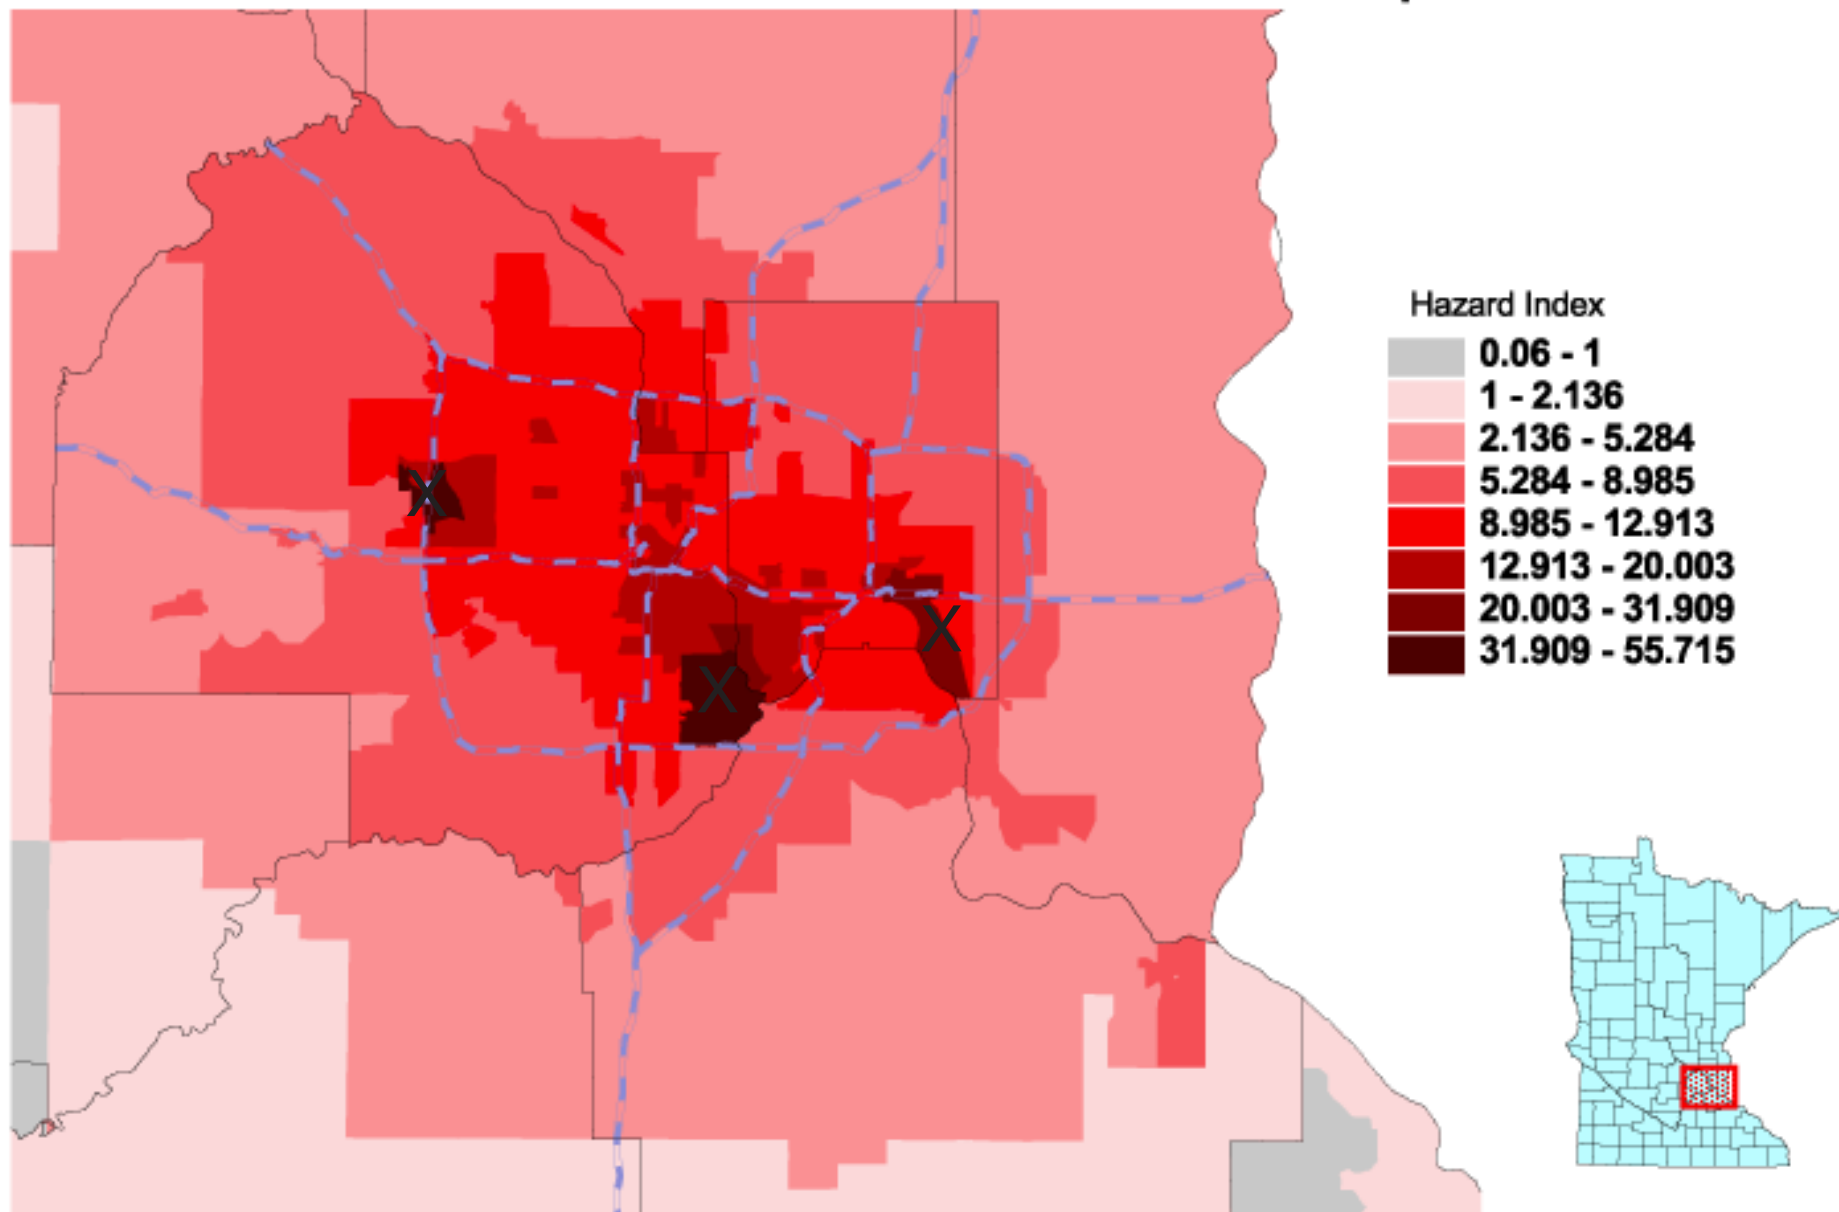 Hazard Index
0.06 - 1
1 - 2.136
2.136 - 5.284
5.284 - 8.985
8.985 - 12.913
12.913 - 20.003
20.003 - 31.909
31.909 - 55.715
X
X
X